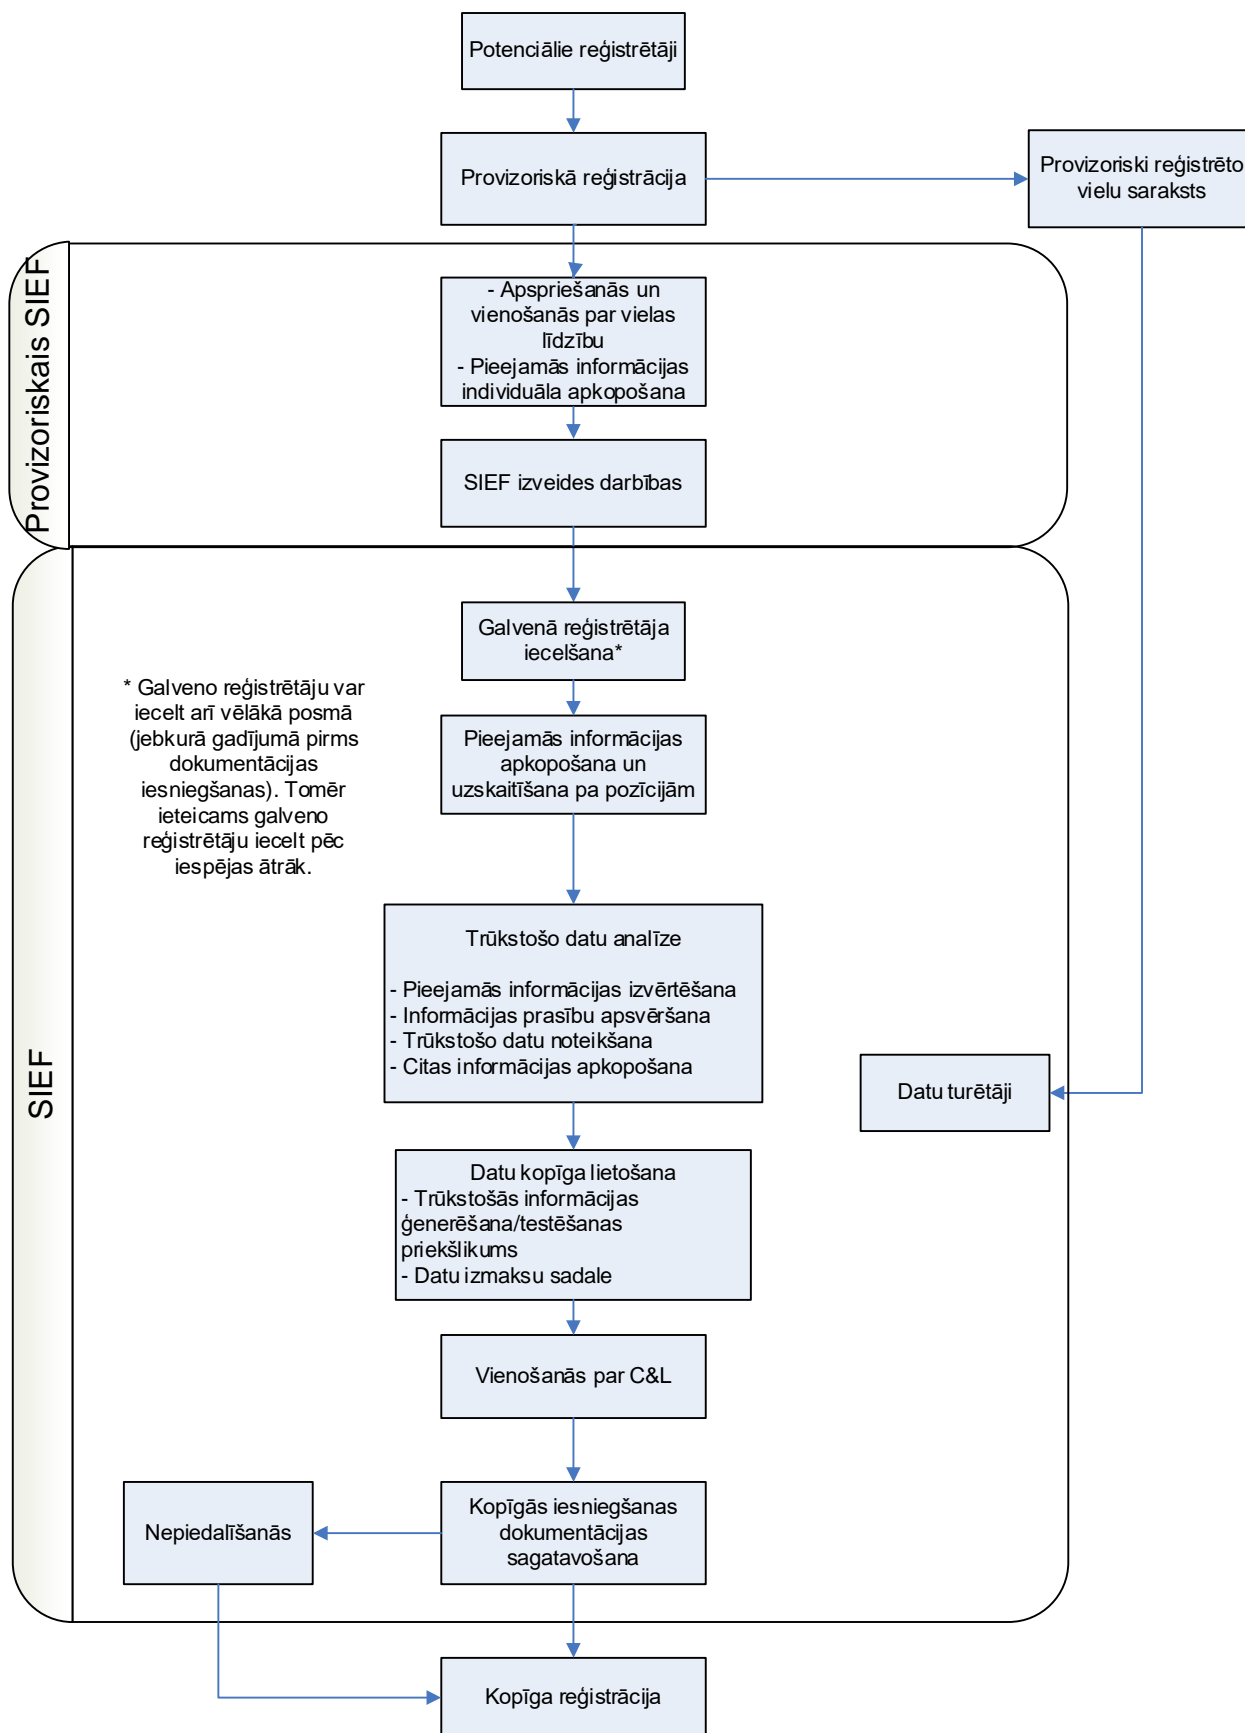 Potenciālie reģistrētāji
Provizoriskā reģistrācija
Provizoriski reģistrēto
vielu saraksts
Provizoriskais SIEF
- Apspriešanās un
vienošanās par vielas
līdzību
- Pieejamās informācijas
individuāla apkopošana
SIEF izveides darbības
SIEF
Galvenā reģistrētāja
iecelšana*
* Galveno reģistrētāju var
iecelt arī vēlākā posmā
(jebkurā gadījumā pirms
dokumentācijas
iesniegšanas). Tomēr
ieteicams galveno
reģistrētāju iecelt pēc
iespējas ātrāk.
Pieejamās informācijas
apkopošana un
uzskaitīšana pa pozīcijām
Trūkstošo datu analīze
- Pieejamās informācijas izvērtēšana
- Informācijas prasību apsvēršana
- Trūkstošo datu noteikšana
- Citas informācijas apkopošana
Datu turētāji
Datu kopīga lietošana
- Trūkstošās informācijas
ģenerēšana/testēšanas
priekšlikums
- Datu izmaksu sadale
Vienošanās par C&L
Nepiedalīšanās
Kopīgās iesniegšanas
dokumentācijas
sagatavošana
Kopīga reģistrācija